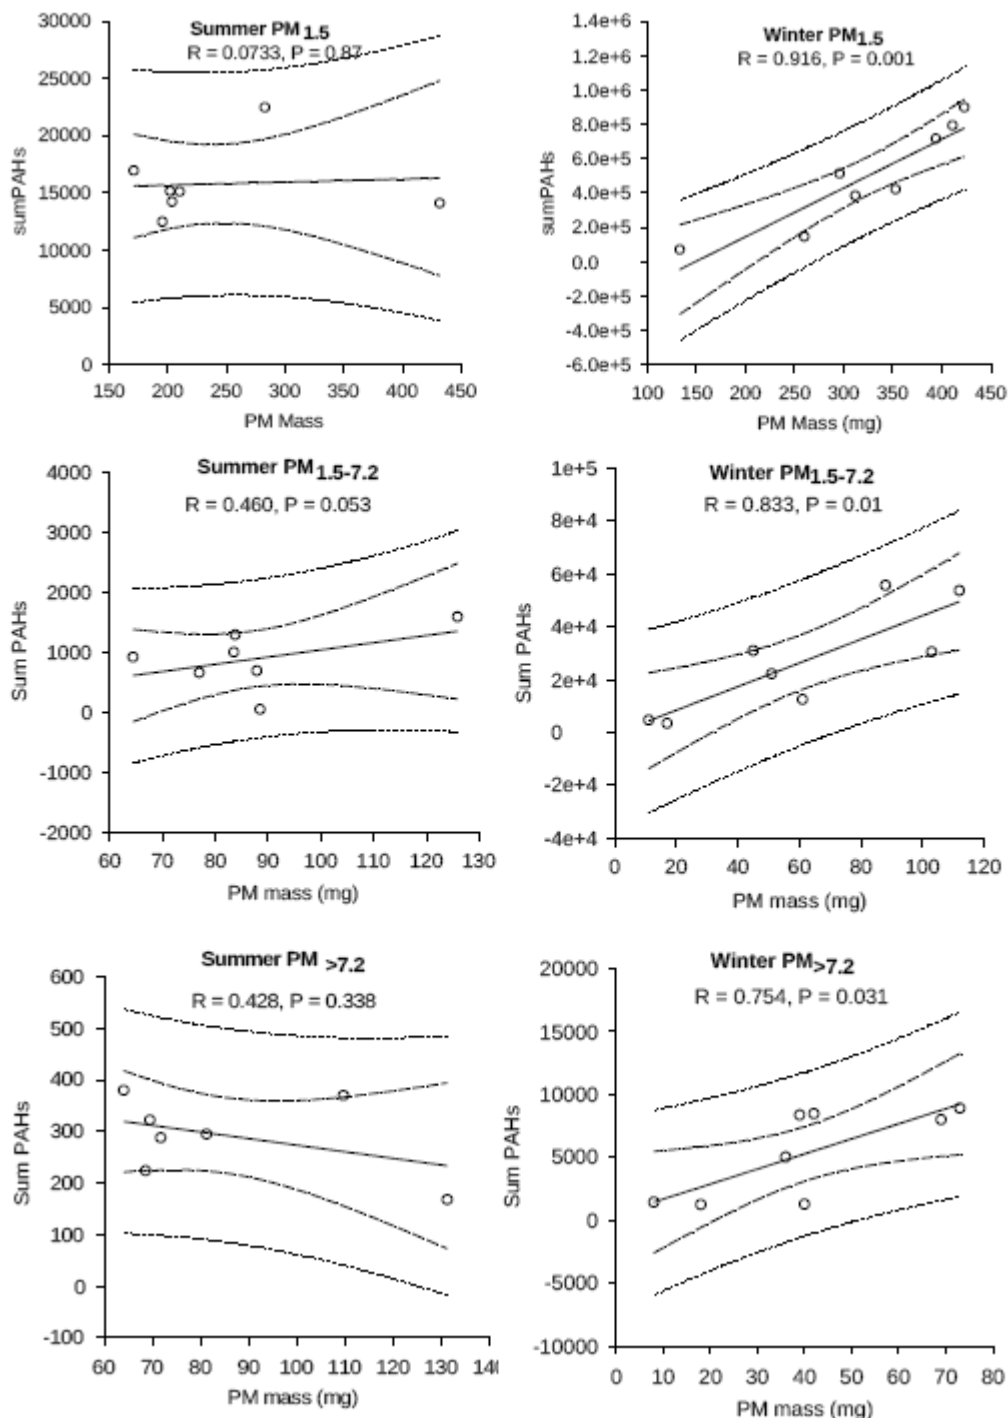 Summer PM1.5
R = 0.0733, P = 0.87
30000
25000
20000
15000
10000
5000
0
sumPAHs
150 200 250 300 350 400 450
PM Mass
Winter PM1.5
R = 0.916, P = 0.001
1.4e+6
1.2e+6
1.0e+6
8.0e+5
6.0e+5
4.0e+5
2.0e+5
0.0
-2.0e+5
-4.0e+5
-6.0e+5
sumPAHs
100 150 200 250 300 350 400 450
PM Mass (mg)
Summer PM1.5-7.2
R = 0.460, P = 0.053
4000
3000
2000
1000
0
-1000
-2000
Sum PAHs
60 70 80 90 100 110 120 130
PM mass (mg)
Winter PM1.5-7.2
R = 0.833, P = 0.01
1e+5
8e+4
6e+4
4e+4
2e+4
0
-2e+4
-4e+4
Sum PAHs
0 20 40 60 80 100 120
PM mass (mg)
Summer PM >7.2
R = 0.428, P = 0.338
600
500
400
300
200
100
0
-100
Sum PAHs
60 70 80 90 100 110 120 130
PM mass (mg)
Winter PM>7.2
R = 0.754, P = 0.031
20000
15000
10000
5000
0
-5000
-10000
Sum PAHs
0 10 20 30 40 50 60 70 80
PM mass (mg)